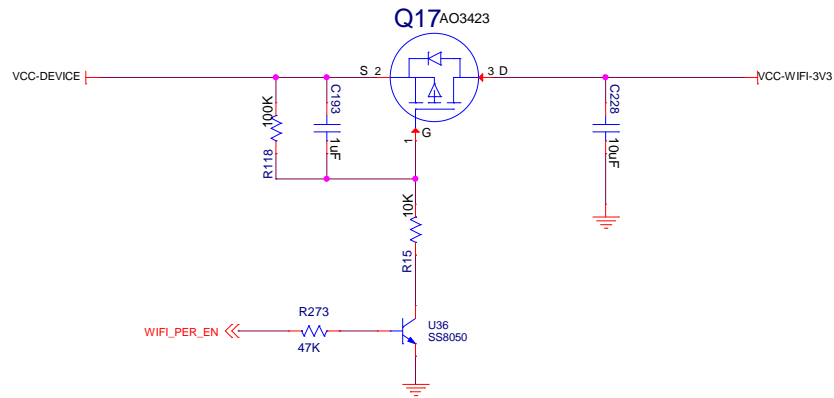 Q17 AO3423
VCC-DEVICE
S 2
3 D
VCC-WIFI-3V3
C193
1uF
100K
R118
G
1
C228
10uF
10K
R15
R273
47K
WIFI_PER_EN
U36
SS8050